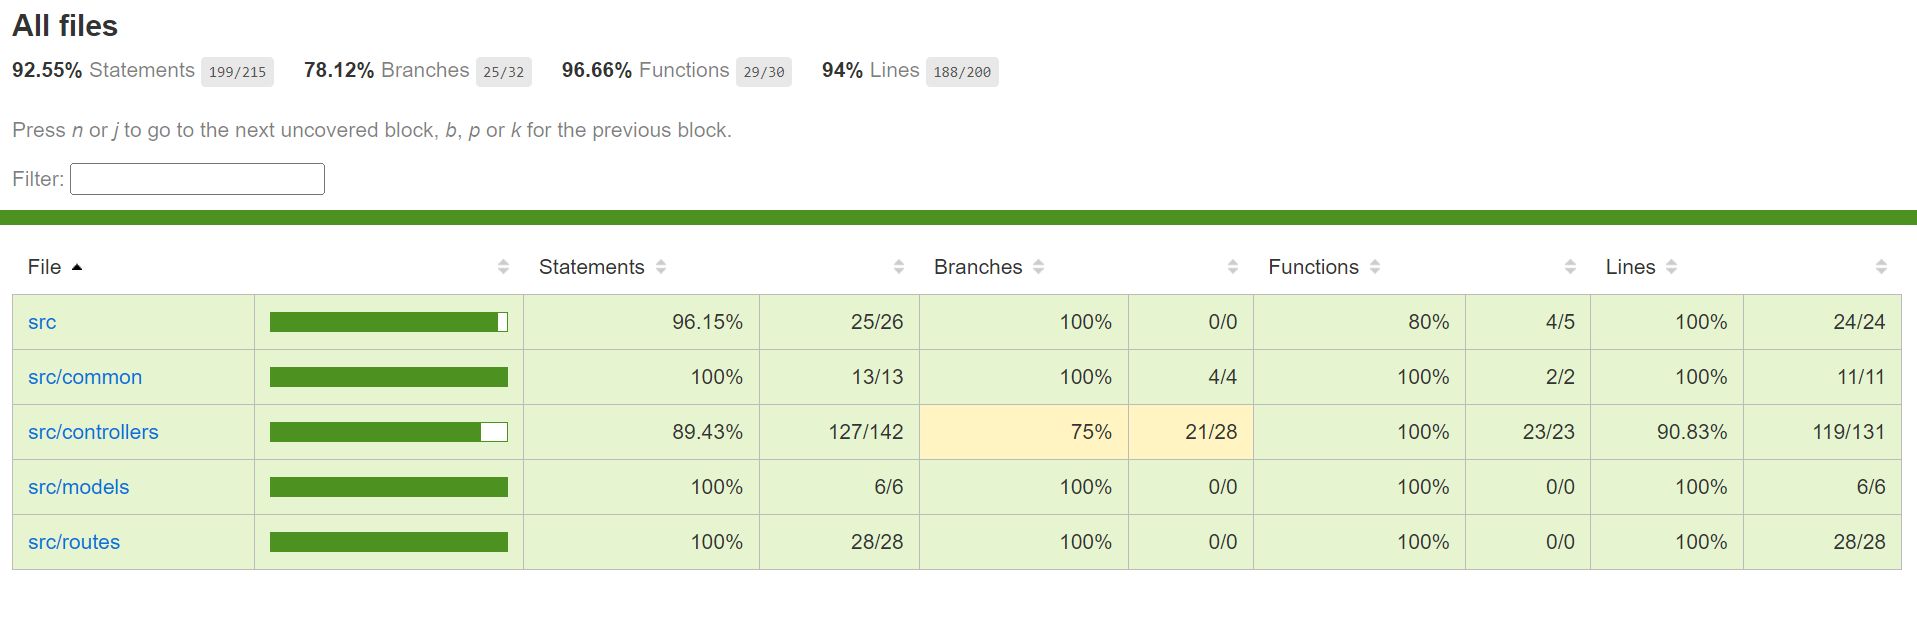 All files
92.55% Statements 199/215 78.12% Branches 25/32 96.66% Functions 29/30 94% Lines 188/200
Press n or j to go to the next uncovered block, b, p or k for the previous block.
Filter:
File Statements Branches Functions Lines
src 96.15% 25/26 100% 0/0 80% 4/5 100% 24/24
src/common 100% 13/13 100% 4/4 100% 2/2 100% 11/11
src/controllers 89.43% 127/142 75% 21/28 100% 23/23 90.83% 119/131
src/models 100% 6/6 100% 0/0 100% 0/0 100% 6/6
src/routes 100% 28/28 100% 0/0 100% 0/0 100% 28/28